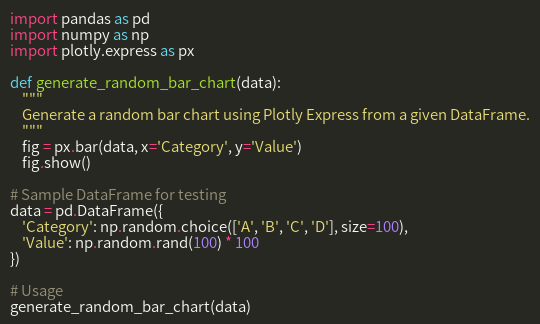 import pandas as pd
import numpy as np
import plotly.express as px
def generate_random_bar_chart(data):
"""
Generate a random bar chart using Plotly Express from a given DataFrame.
"""
fig = px.bar(data, x='Category', y='Value')
fig.show()
# Sample DataFrame for testing
data = pd.DataFrame({
'Category': np.random.choice(['A', 'B', 'C', 'D'], size=100),
'Value': np.random.rand(100) * 100
})
# Usage
generate_random_bar_chart(data)